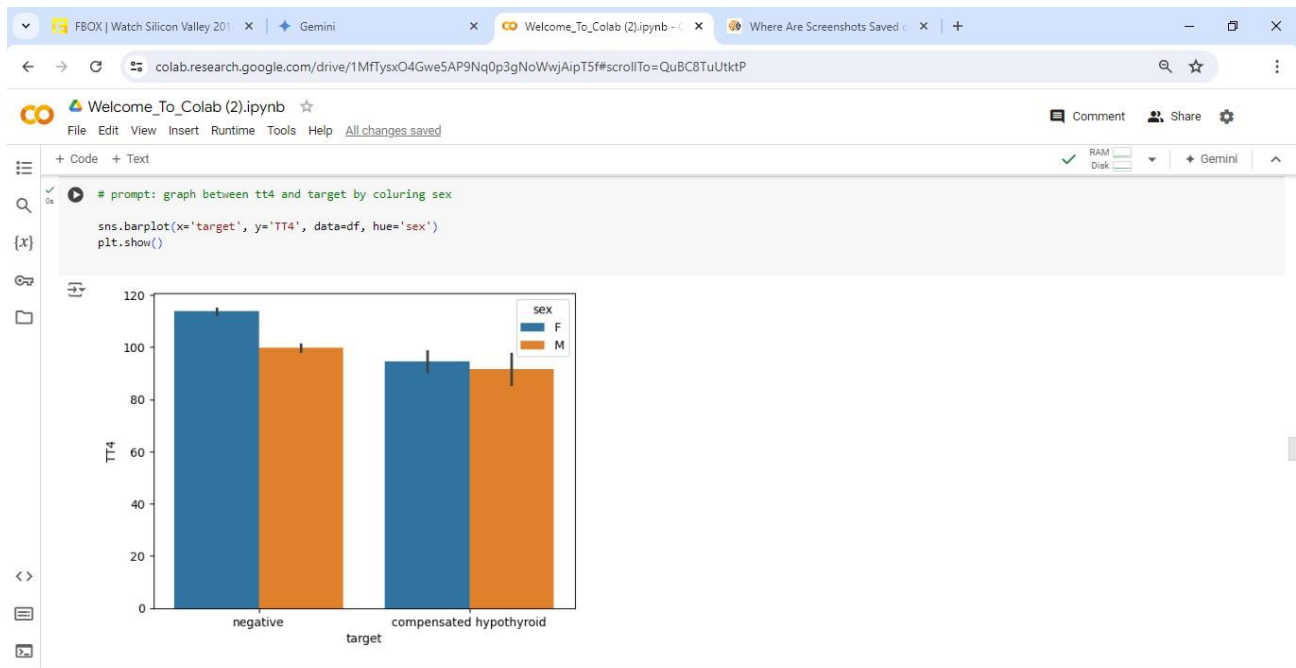 FBOX | Watch Silicon Valley 201
Gemini
Welcome_To_Colab (2).ipynb - C
Where Are Screenshots Saved
colab.research.google.com/drive/1MfTysxO4Gwe5AP9Nq0p3gNoWwjAipT5f#scrollTo=QuBC8TuUtktP
CO
Welcome_To_Colab (2).ipynb
Comment
Share
File Edit View Insert Runtime Tools Help All changes saved
+ Code + Text
RAM
Disk
Gemini
0s
# prompt: graph between tt4 and target by coluring sex
{x}
sns.barplot(x='target', y='TT4', data=df, hue='sex')
plt.show()
120
100
80
60
40
20
0
TT4
sex
F
M
negative
compensated hypothyroid
target